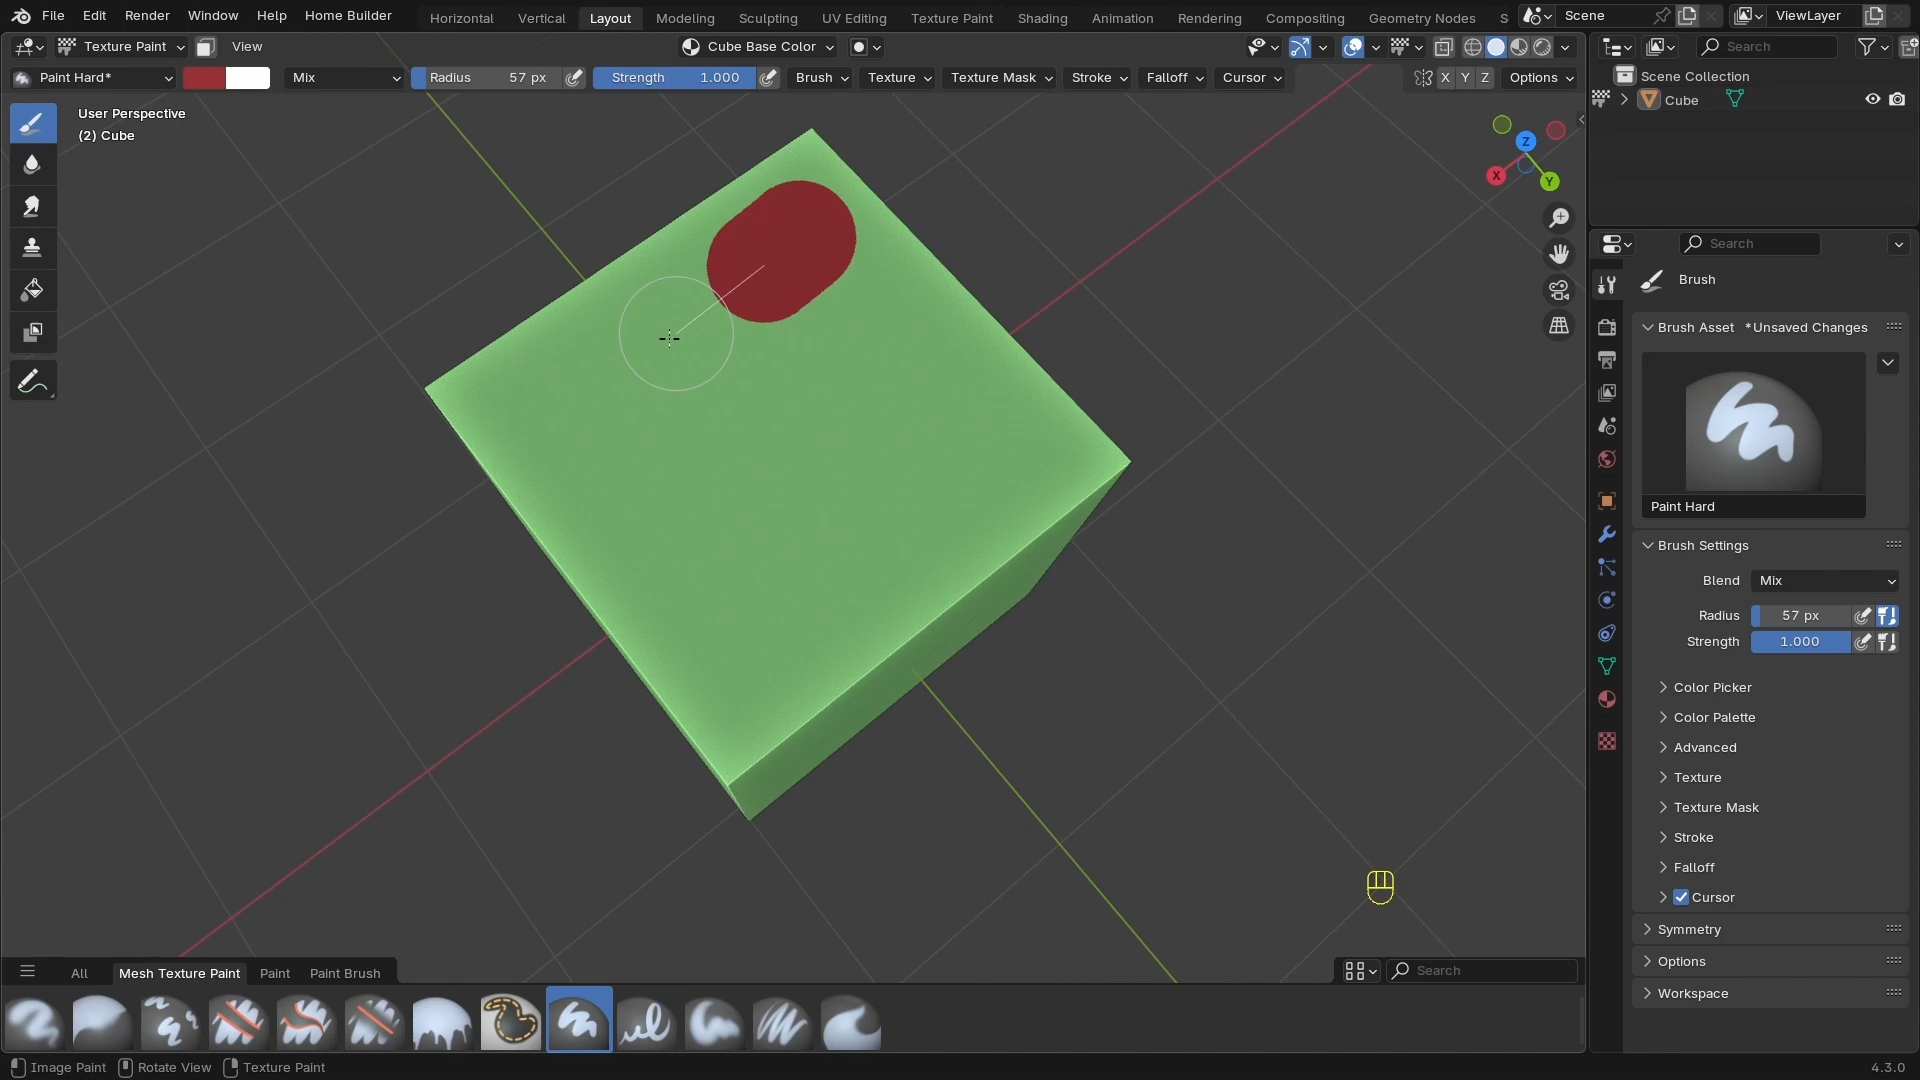 File Edit Render Window Help Home Builder Horizontal Vertical Layout Modeling Sculpting UV Editing Texture Paint Shading Animation Rendering Compositing Geometry Nodes S Scene ViewLayer
Texture Paint View Cube Base Color Search
Paint Hard* Mix Radius 57 px Strength 1.000 Brush Texture Texture Mask Stroke Falloff Cursor X Y Z Options
Scene Collection
Cube
User Perspective
(2) Cube
Z
X
Y
Search
Brush
Brush Asset *Unsaved Changes
Paint Hard
Brush Settings
Blend Mix
Radius 57 px
Strength 1.000
Color Picker
Color Palette
Advanced
Texture
Texture Mask
Stroke
Falloff
Cursor
Symmetry
Options
Workspace
All Mesh Texture Paint Paint Paint Brush Search
Image Paint Rotate View Texture Paint 4.3.0